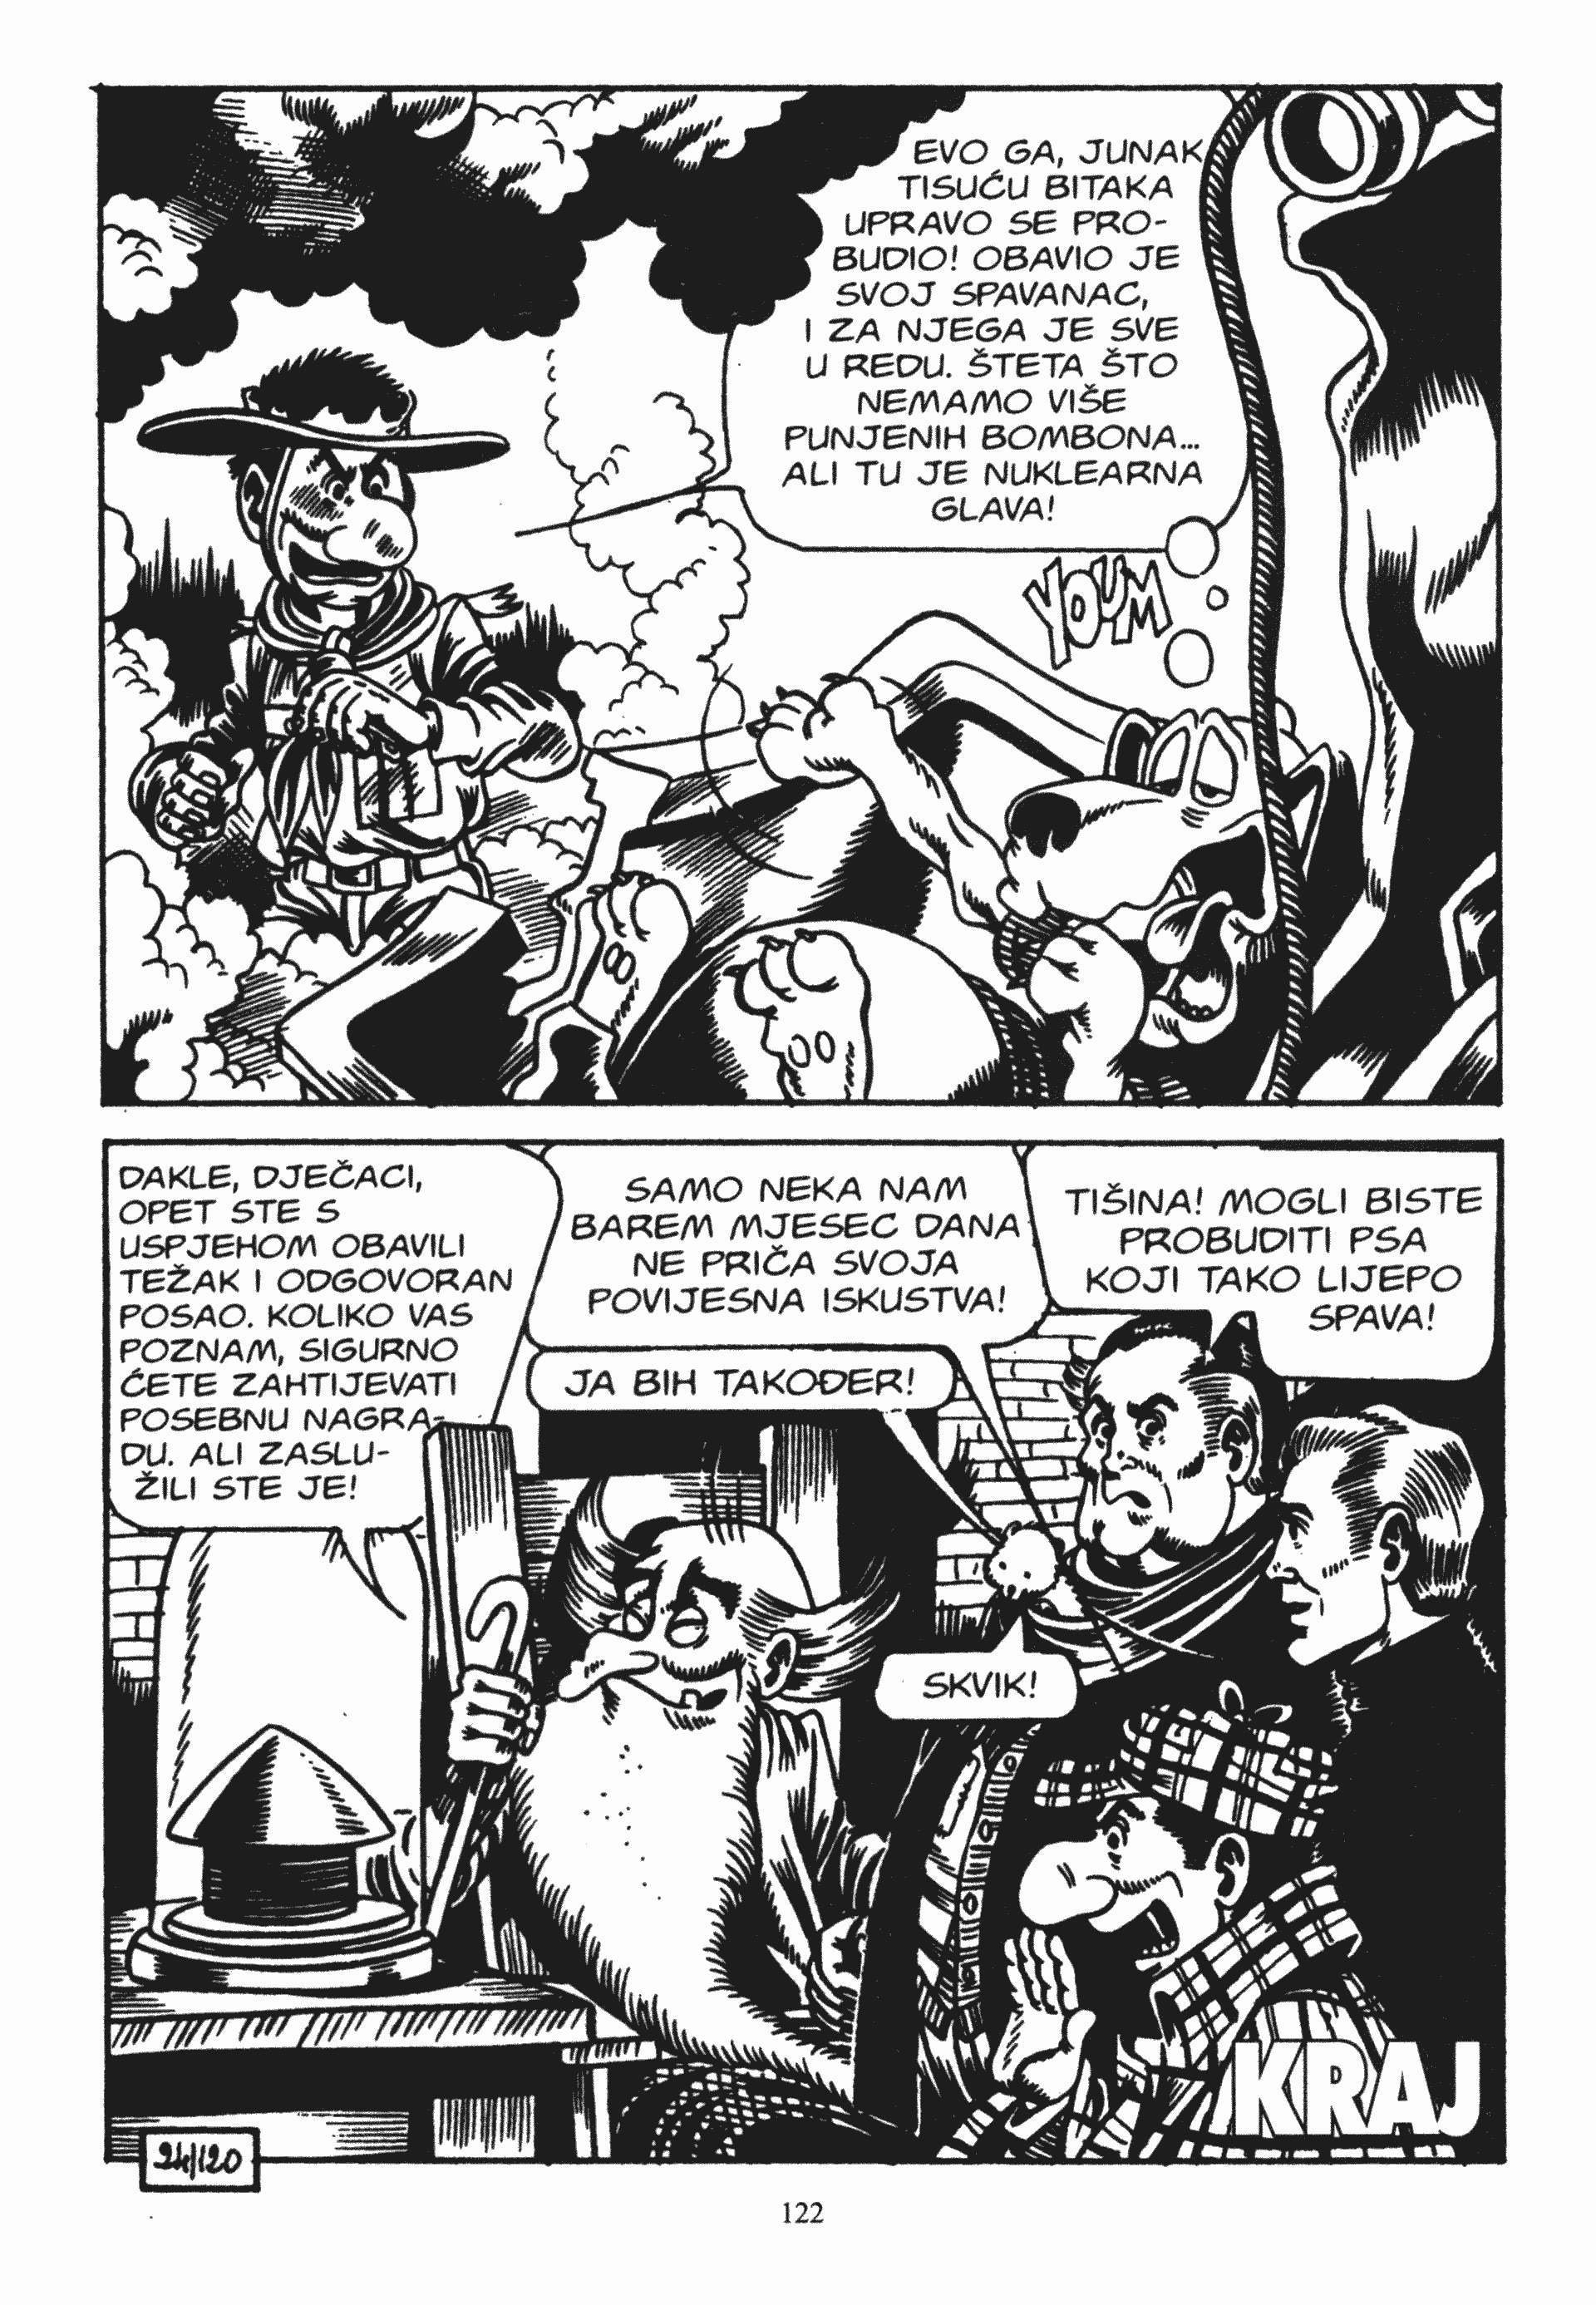 EVO GA, JUNAK
TISUĆU BITAKA
UPRAVO SE PRO-
BUDIO! OBAVIO JE
SVOJ SPAVANAC,
I ZA NJEGA JE SVE
U REDU. ŠTETA ŠTO
NEMAMO VIŠE
PUNJENIH BOMBONA...
ALI TU JE NUKLEARNA
GLAVA!
YOUM
DAKLE, DJEČACI,
OPET STE S
USPJEHOM OBAVILI
TEŽAK I ODGOVORAN
POSAO. KOLIKO VAS
POZNAM, SIGURNO
ĆETE ZAHTIJEVATI
POSEBNU NAGRA-
DU. ALI ZASLU-
ŽILI STE JE!
SAMO NEKA NAM
BAREM MJESEC DANA
NE PRIČA SVOJA
POVIJESNA ISKUSTVA!
JA BIH TAKOĐER!
TIŠINA! MOGLI BISTE
PROBUDITI PSA
KOJI TAKO LIJEPO
SPAVA!
SKVIK!
KRAJ
24/120
122